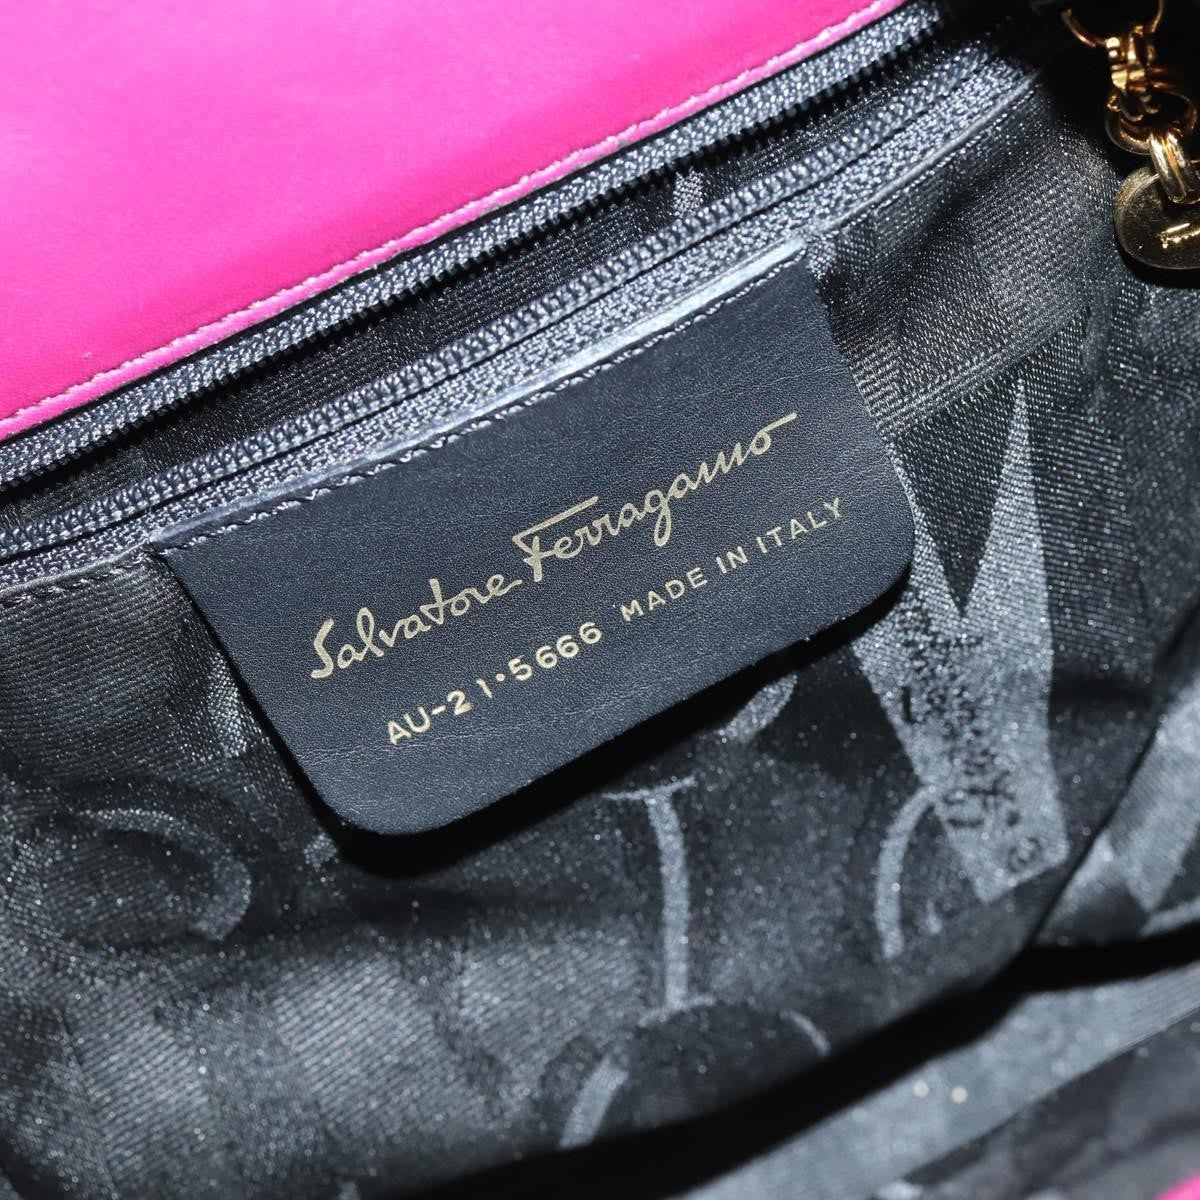 Salvatore Ferragamo
AU-21·5666 MADE IN ITALY